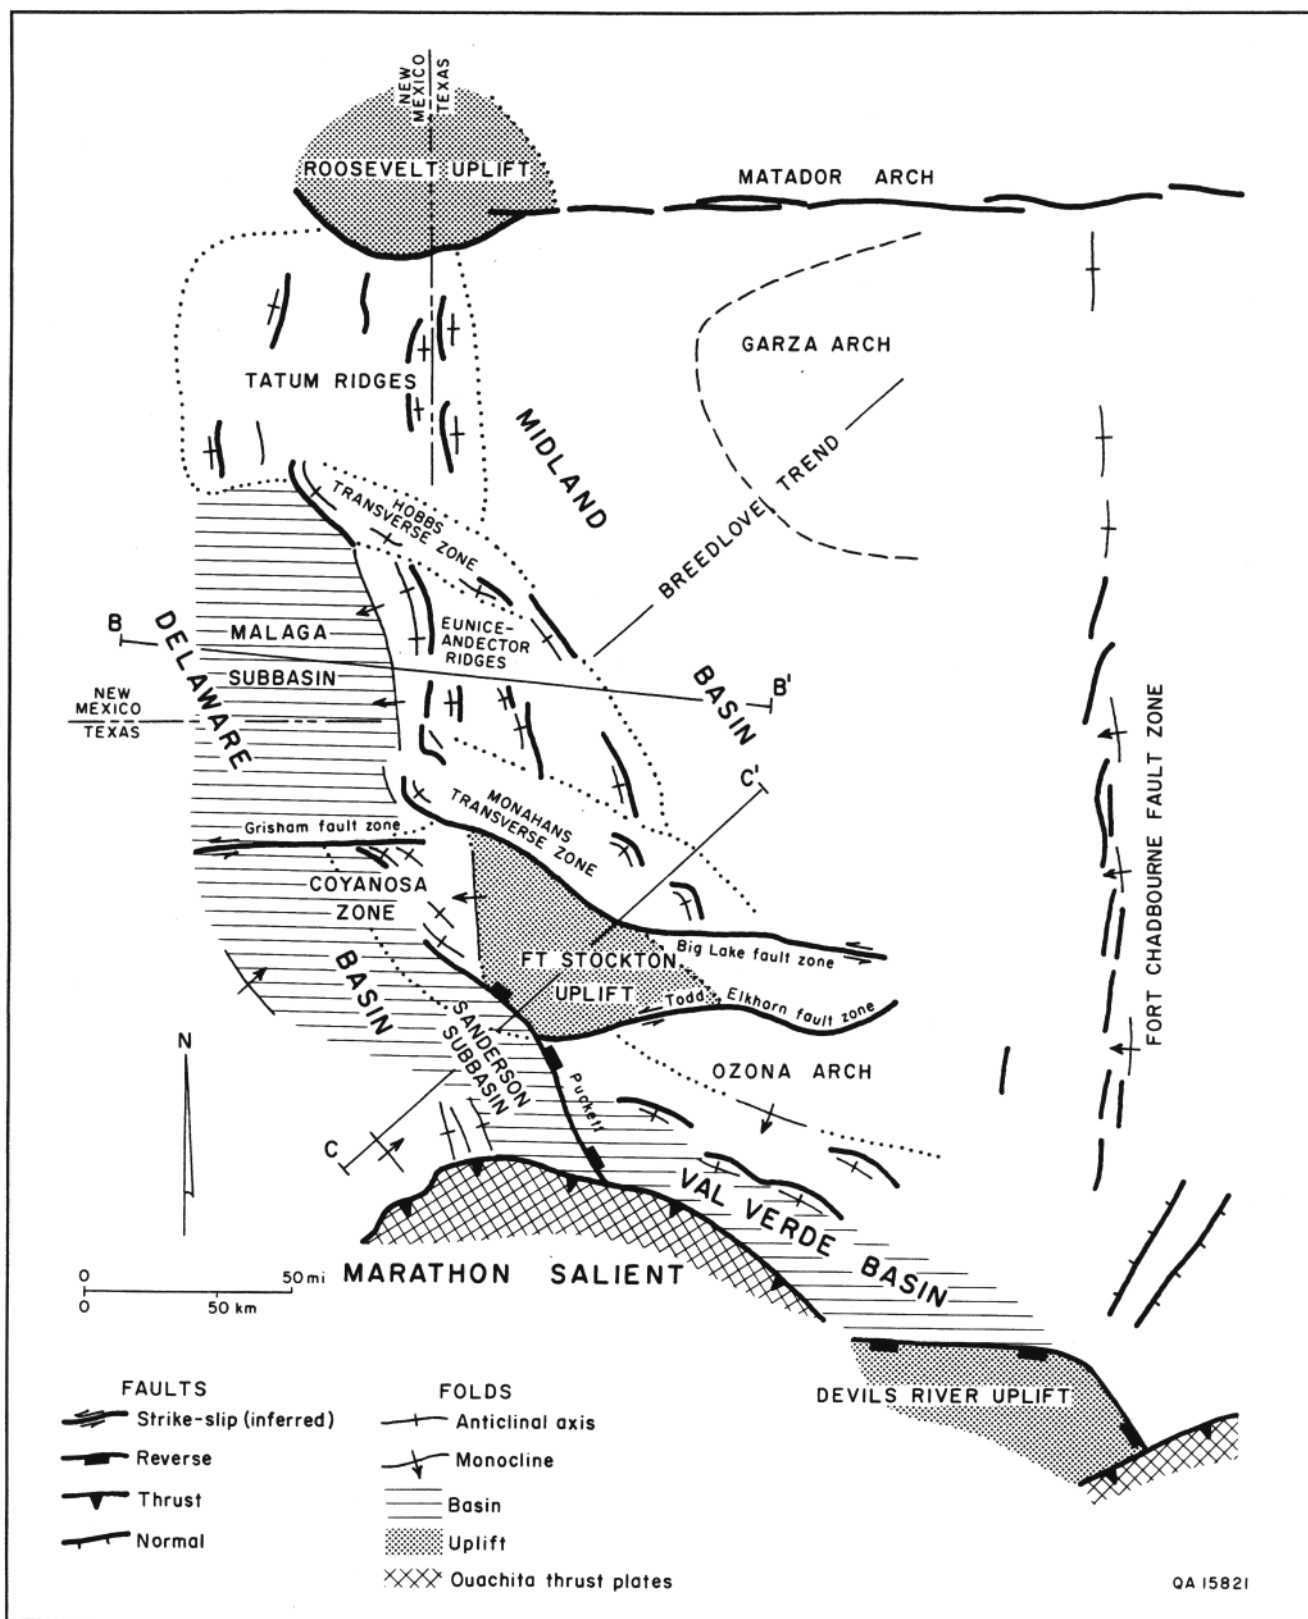 NEW
MEXICO
TEXAS
ROOSEVELT UPLIFT
MATADOR ARCH
GARZA ARCH
TATUM RIDGES
MIDLAND
BASIN
BREEDLOVE TREND
HOBBS
TRANSVERSE ZONE
EUNICE-
ANDECTOR
RIDGES
B
B'
MALAGA
SUBBASIN
DELAWARE
BASIN
NEW
MEXICO
TEXAS
FORT CHADBOURNE FAULT ZONE
C'
MONAHANS
TRANSVERSE ZONE
Grisham fault zone
COYANOSA
ZONE
Big Lake fault zone
FT STOCKTON
UPLIFT
Todd
Elkhorn fault zone
SANDERSON
SUBBASIN
Puckett
OZONA ARCH
N
C
VAL VERDE BASIN
0 50 mi
0 50 km
MARATHON SALIENT
DEVILS RIVER UPLIFT
FAULTS
Strike-slip (inferred)
Reverse
Thrust
Normal
FOLDS
Anticlinal axis
Monocline
Basin
Uplift
Ouachita thrust plates
QA 15821